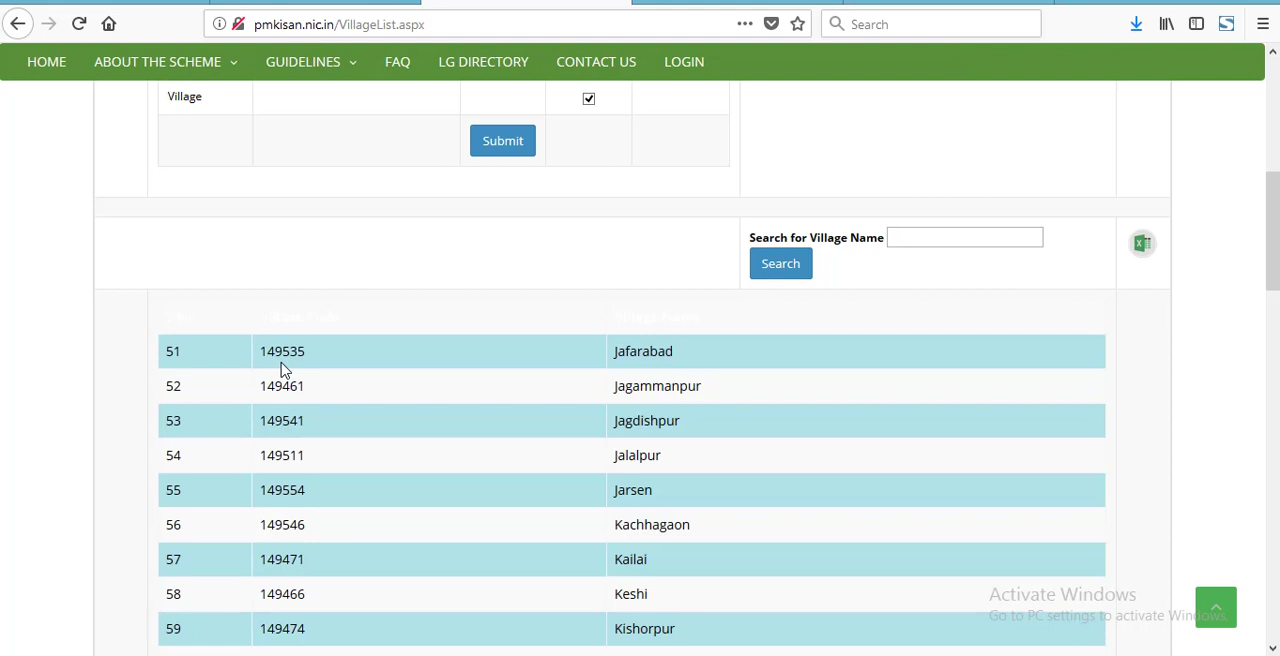 pmkisan.nic.in/VillageList.aspx
Search
HOME ABOUT THE SCHEME GUIDELINES FAQ LG DIRECTORY CONTACT US LOGIN
Village
Submit
Search for Village Name
Search
Village Name
51 149535 Jafarabad
52 149461 Jagammanpur
53 149541 Jagdishpur
54 149511 Jalalpur
55 149554 Jarsen
56 149546 Kachhagaon
57 149471 Kailai
58 149466 Keshi
59 149474 Kishorpur
Activate Windows
Go to PC settings to activate Windows.